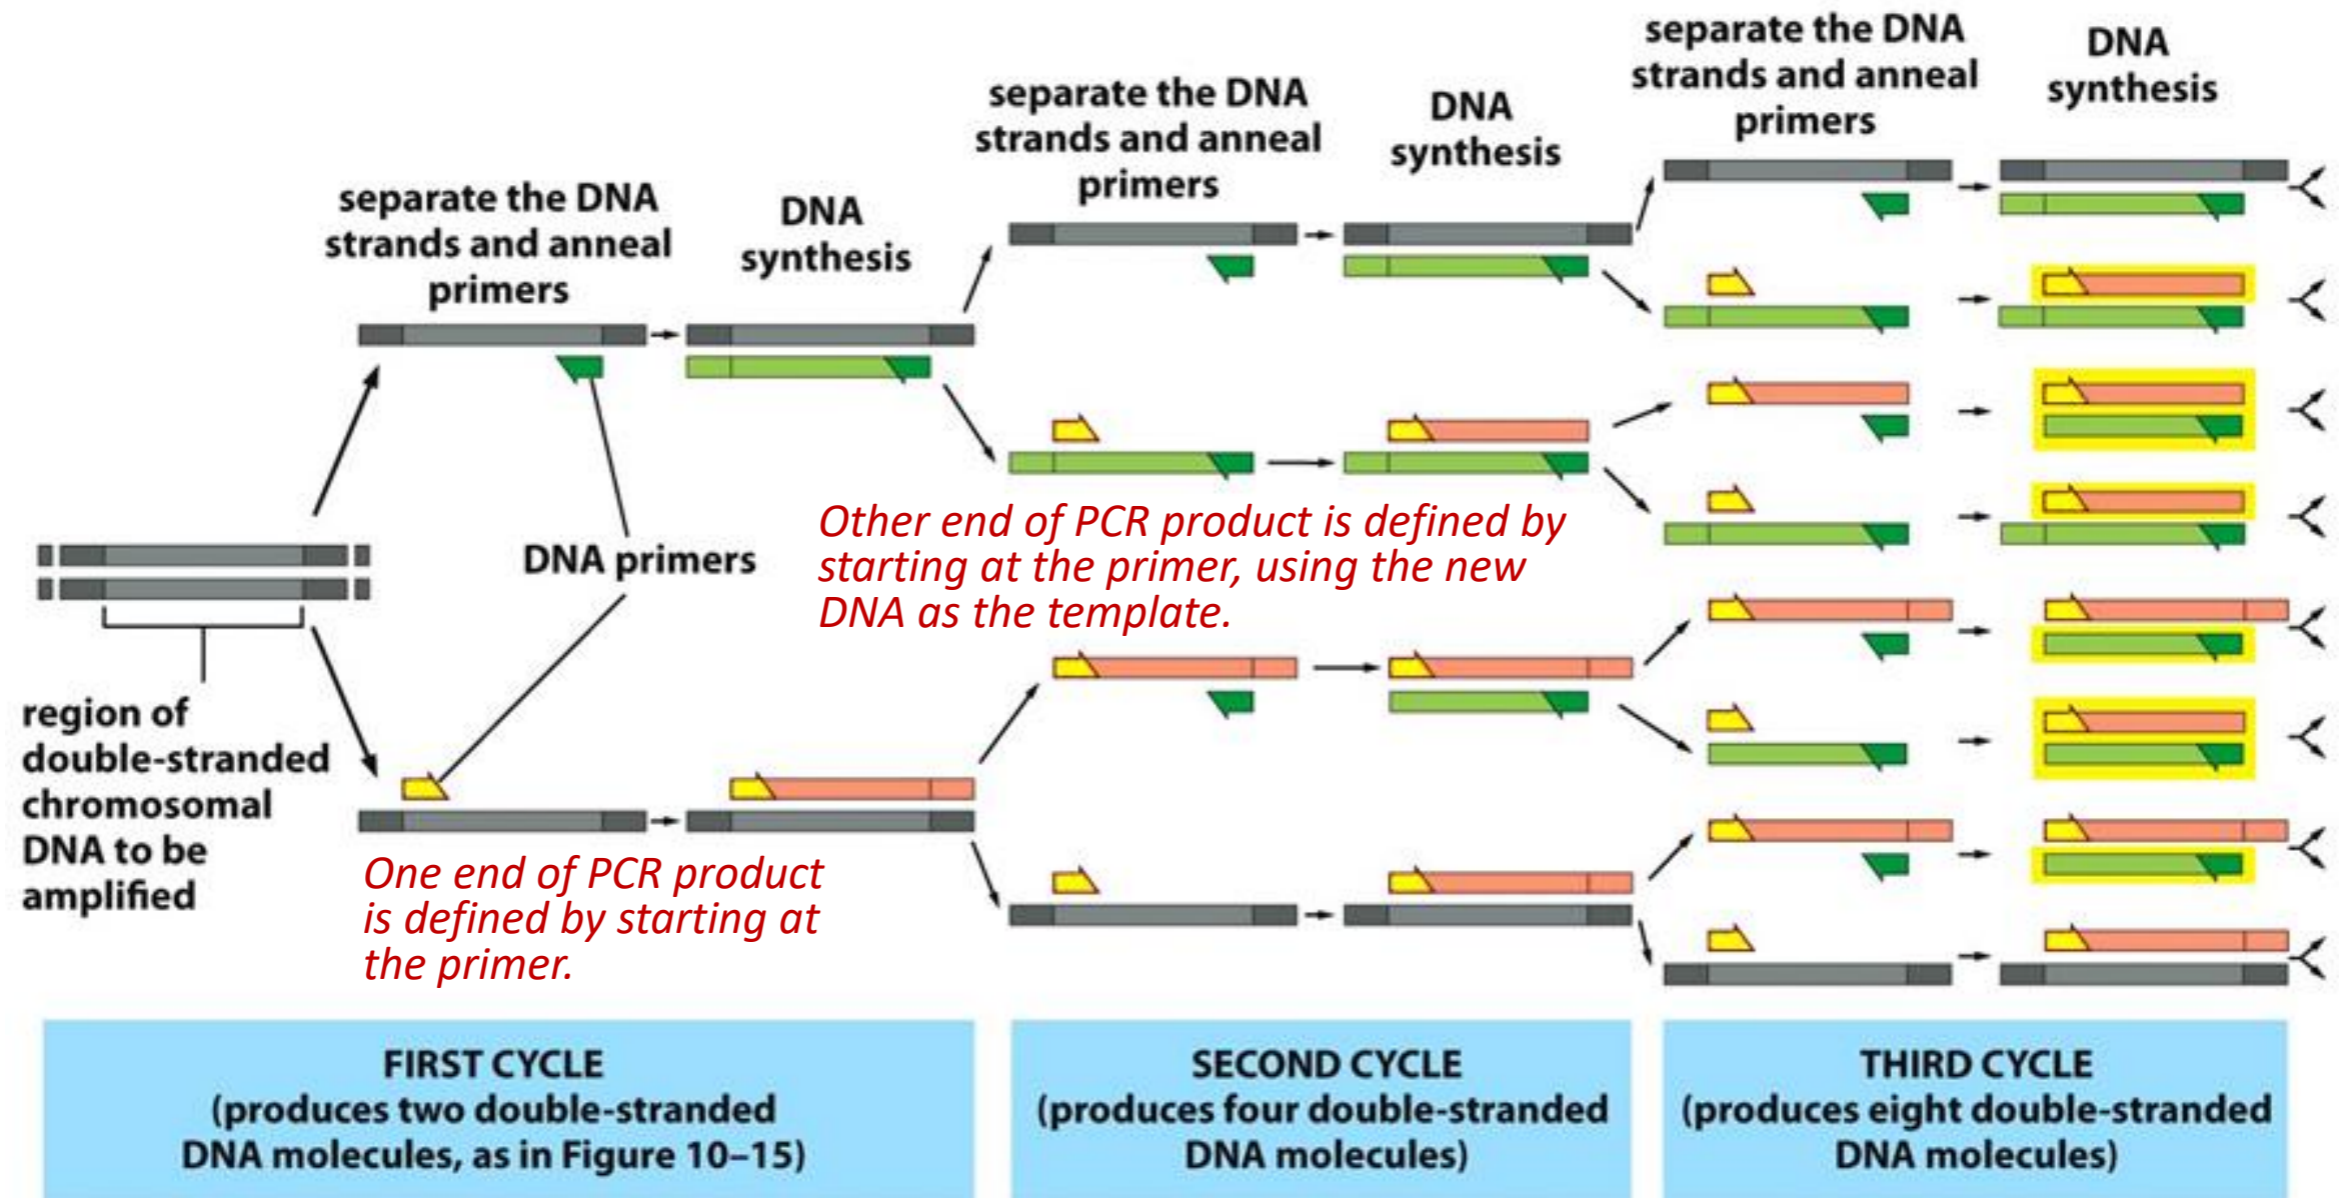 separate the DNA
strands and anneal
primers
DNA
synthesis
separate the DNA
strands and anneal
primers
DNA
synthesis
separate the DNA
strands and anneal
primers
DNA
synthesis
DNA primers
Other end of PCR product is defined by
starting at the primer, using the new
DNA as the template.
region of
double-stranded
chromosomal
DNA to be
amplified
One end of PCR product
is defined by starting at
the primer.
FIRST CYCLE
(produces two double-stranded
DNA molecules, as in Figure 10–15)
SECOND CYCLE
(produces four double-stranded
DNA molecules)
THIRD CYCLE
(produces eight double-stranded
DNA molecules)